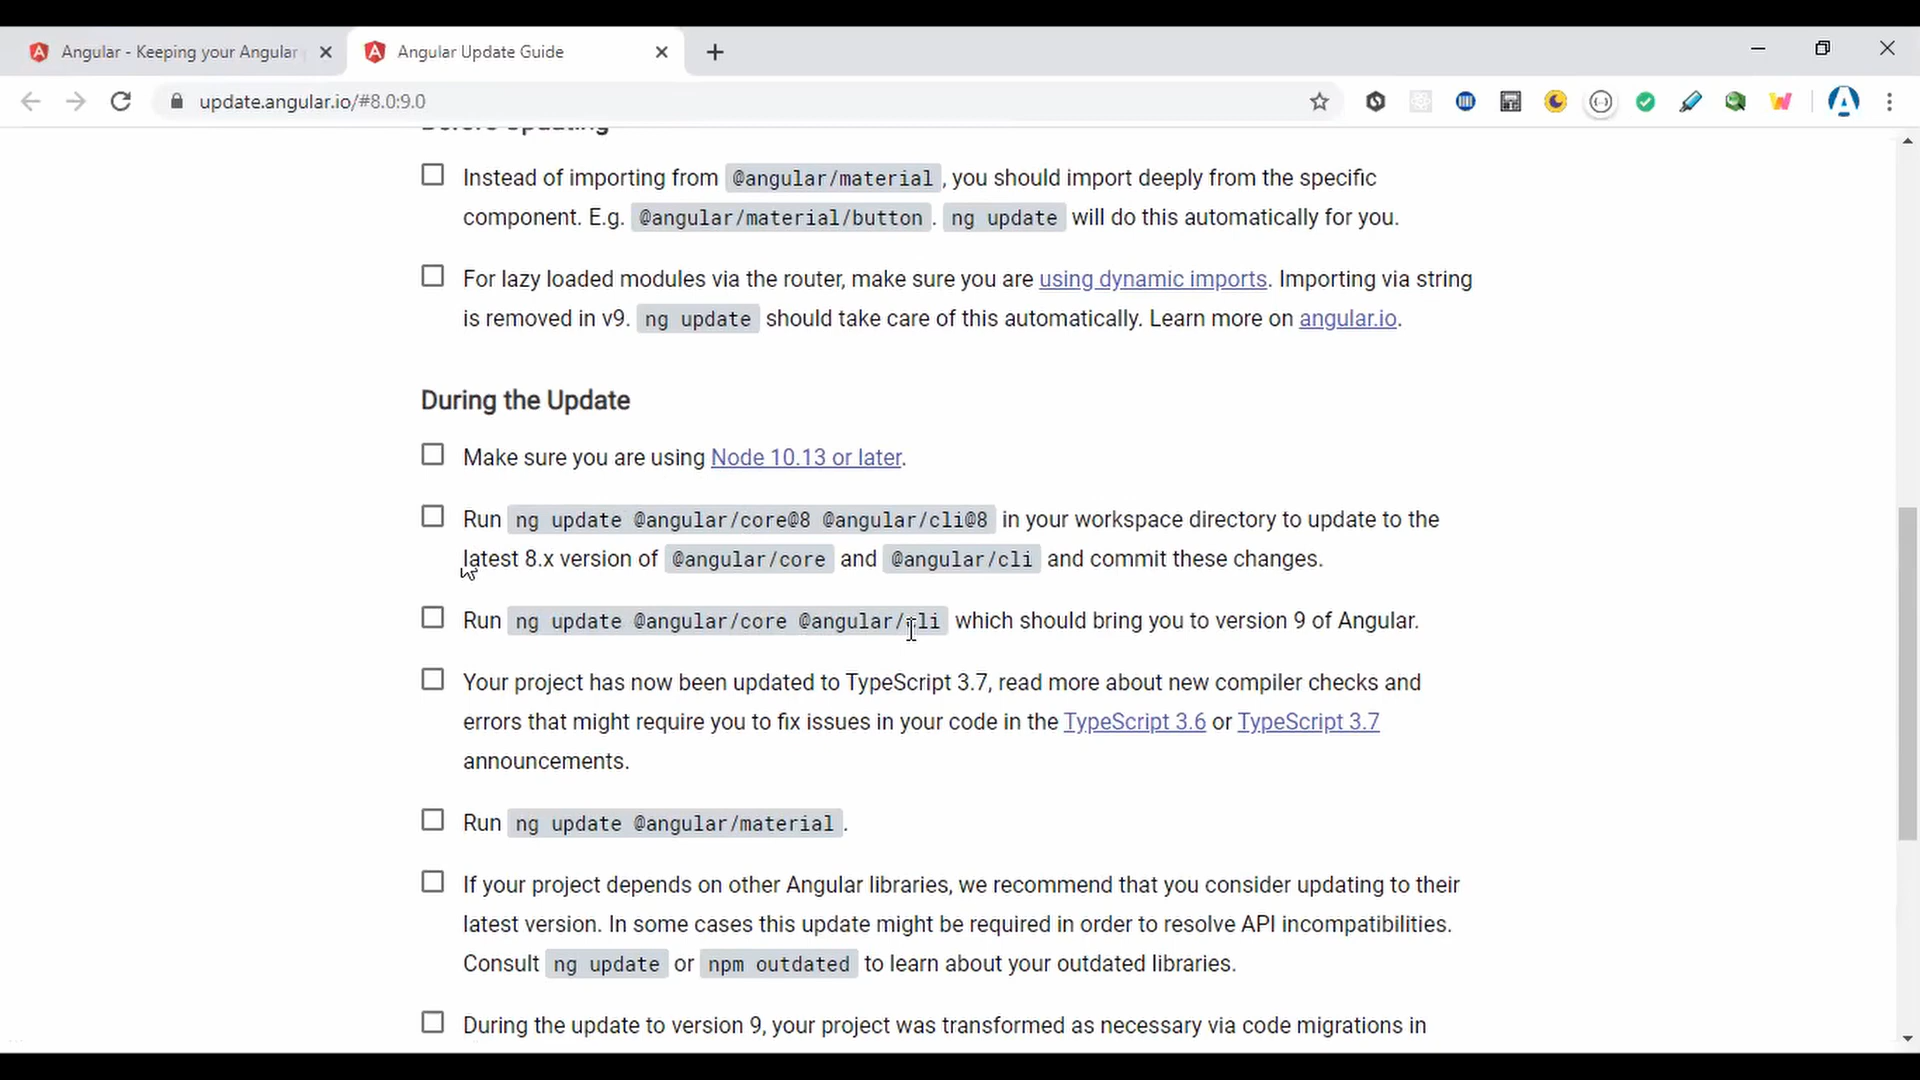 Angular - Keeping your Angular
Angular Update Guide
update.angular.io/#8.0:9.0
Before Updating
Instead of importing from @angular/material, you should import deeply from the specific
component. E.g. @angular/material/button. ng update will do this automatically for you.
For lazy loaded modules via the router, make sure you are using dynamic imports. Importing via string
is removed in v9. ng update should take care of this automatically. Learn more on angular.io.
During the Update
Make sure you are using Node 10.13 or later.
Run ng update @angular/core@8 @angular/cli@8 in your workspace directory to update to the
latest 8.x version of @angular/core and @angular/cli and commit these changes.
Run ng update @angular/core @angular/cli which should bring you to version 9 of Angular.
Your project has now been updated to TypeScript 3.7, read more about new compiler checks and
errors that might require you to fix issues in your code in the TypeScript 3.6 or TypeScript 3.7
announcements.
Run ng update @angular/material.
If your project depends on other Angular libraries, we recommend that you consider updating to their
latest version. In some cases this update might be required in order to resolve API incompatibilities.
Consult ng update or npm outdated to learn about your outdated libraries.
During the update to version 9, your project was transformed as necessary via code migrations in